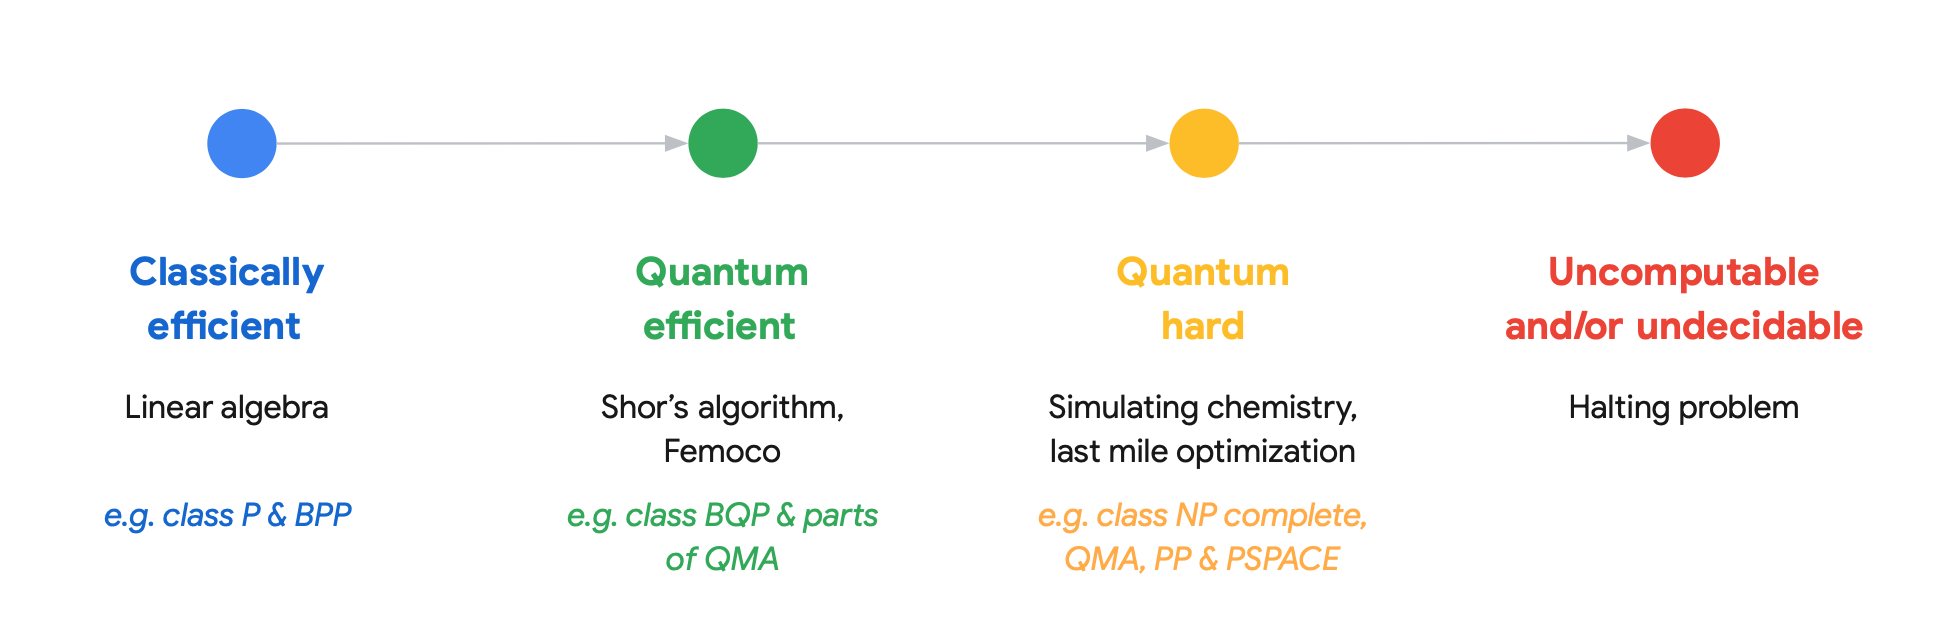 Classically
efficient
Linear algebra
e.g. class P & BPP
Quantum
efficient
Shor’s algorithm,
Femoco
e.g. class BQP & parts
of QMA
Quantum
hard
Simulating chemistry,
last mile optimization
e.g. class NP complete,
QMA, PP & PSPACE
Uncomputable
and/or undecidable
Halting problem